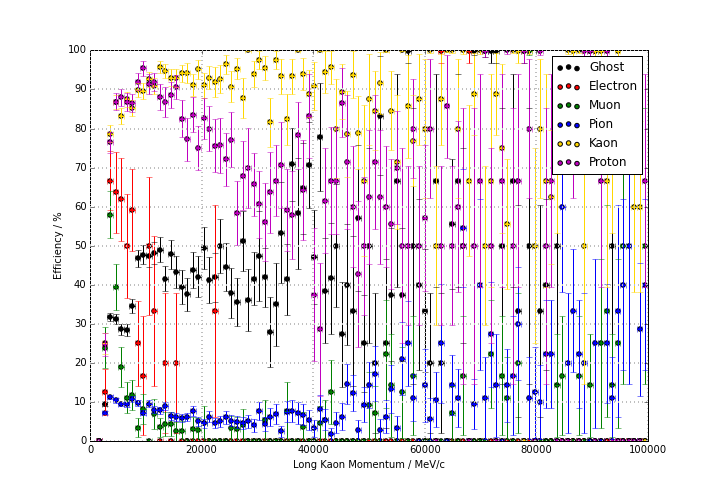 100
90
80
70
60
50
40
30
20
10
0
Efficiency / %
Ghost
Electron
Muon
Pion
Kaon
Proton
0 20000 40000 60000 80000 100000
Long Kaon Momentum / MeV/c